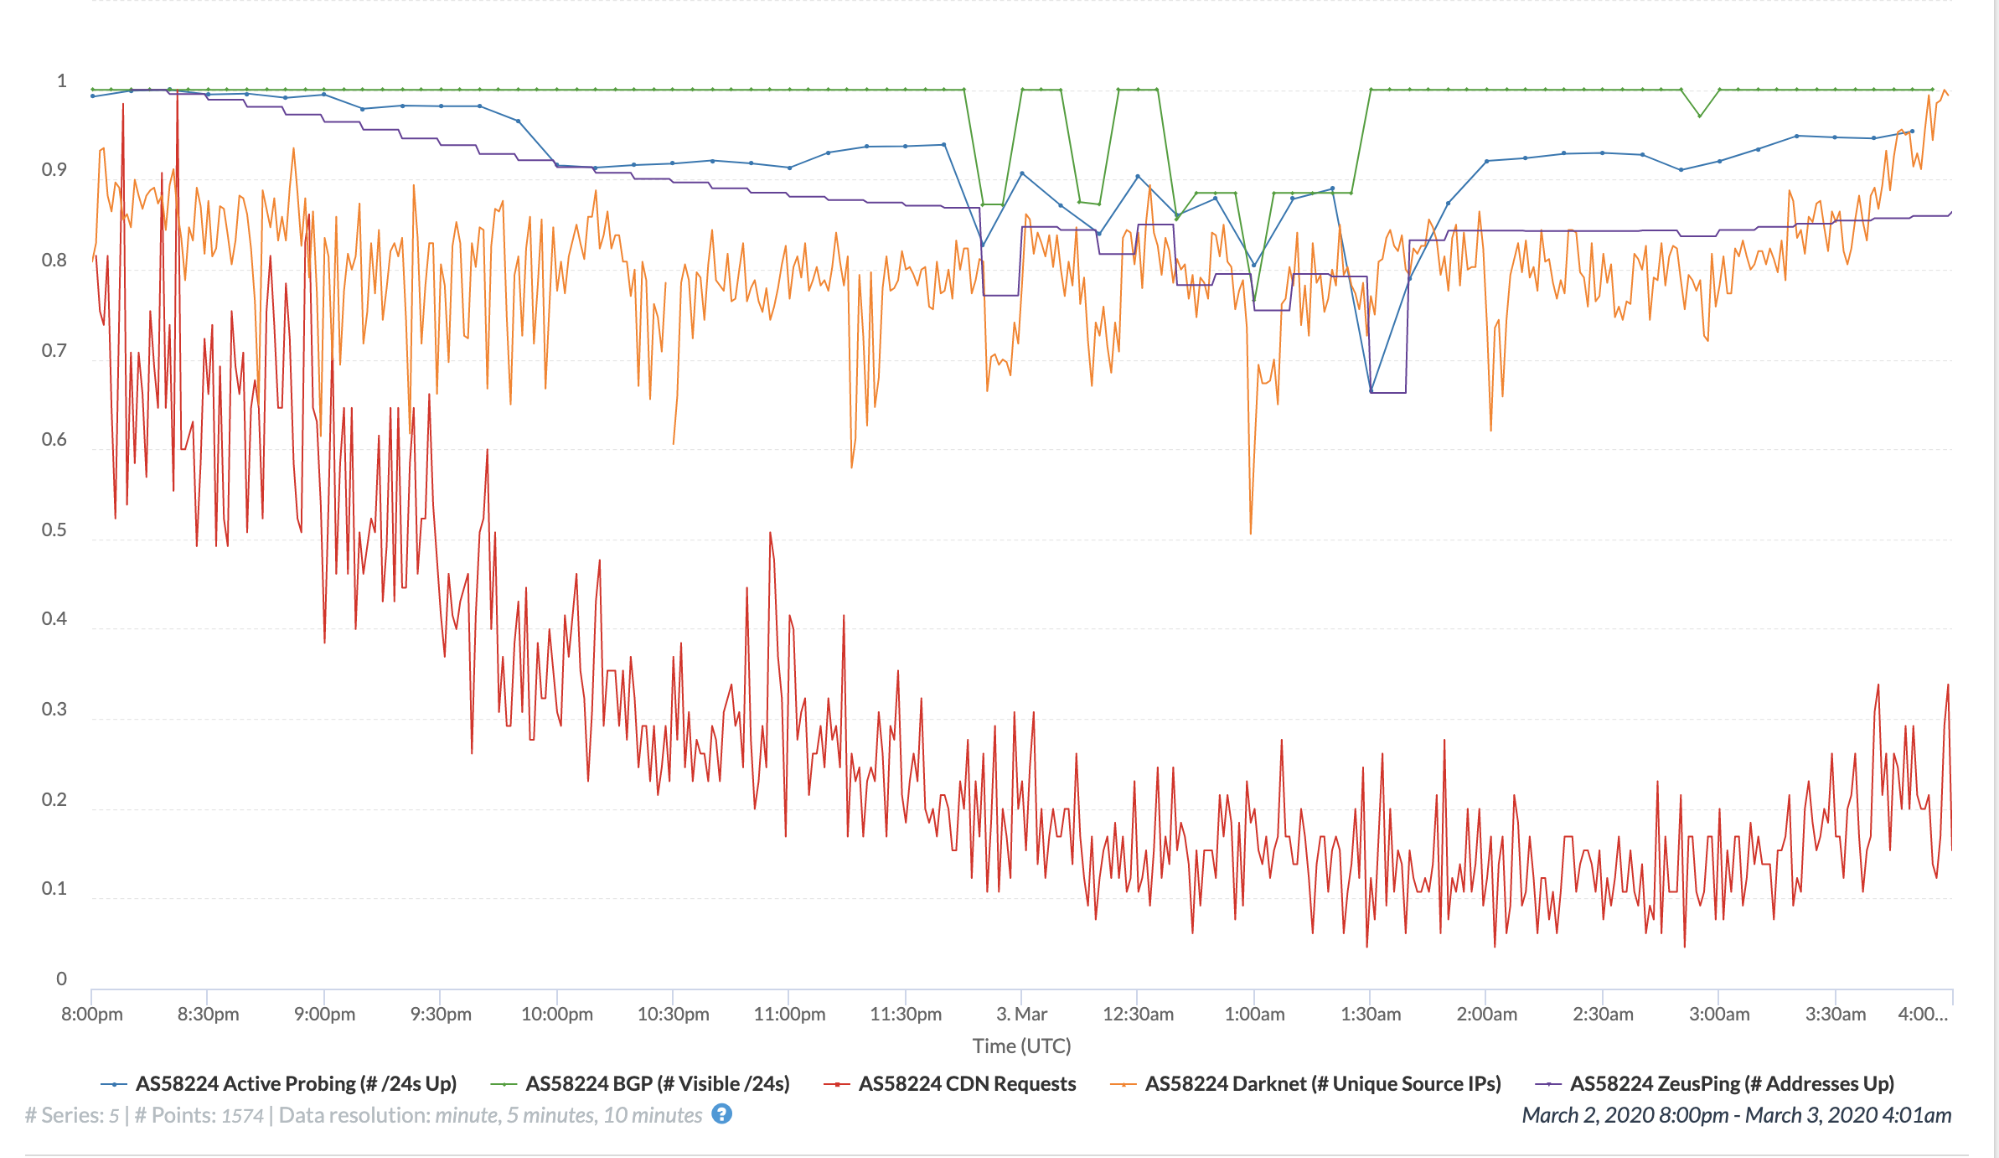 1
0.9
0.8
0.7
0.6
0.5
0.4
0.3
0.2
0.1
0
8:00pm 8:30pm 9:00pm 9:30pm 10:00pm 10:30pm 11:00pm 11:30pm 3. Mar 12:30am 1:00am 1:30am 2:00am 2:30am 3:00am 3:30am 4:00...
Time (UTC)
AS58224 Active Probing (# /24s Up) AS58224 BGP (# Visible /24s) AS58224 CDN Requests AS58224 Darknet (# Unique Source IPs) AS58224 ZeusPing (# Addresses Up)
# Series: 5 | # Points: 1574 | Data resolution: minute, 5 minutes, 10 minutes ? March 2, 2020 8:00pm - March 3, 2020 4:01am